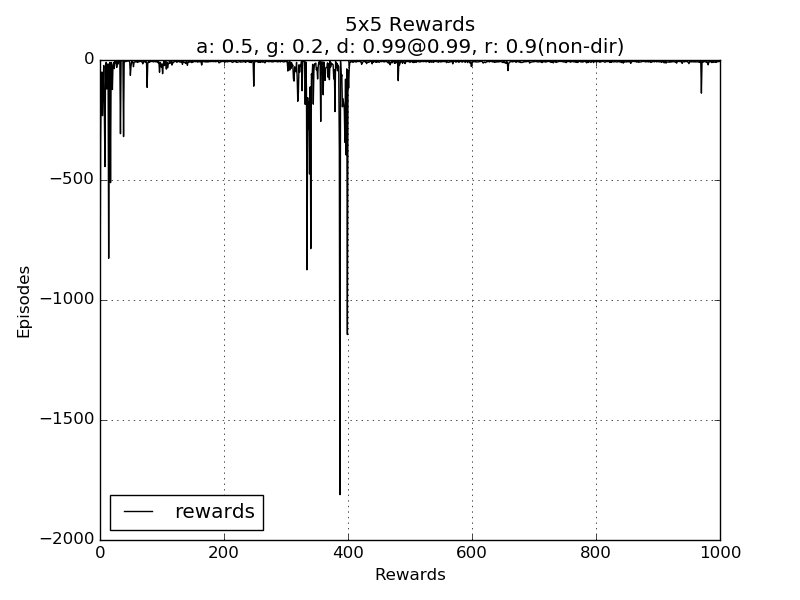 5x5 Rewards
a: 0.5, g: 0.2, d: 0.99@0.99, r: 0.9(non-dir)
0
−500
−1000
−1500
−2000
Episodes
rewards
0 200 400 600 800 1000
Rewards